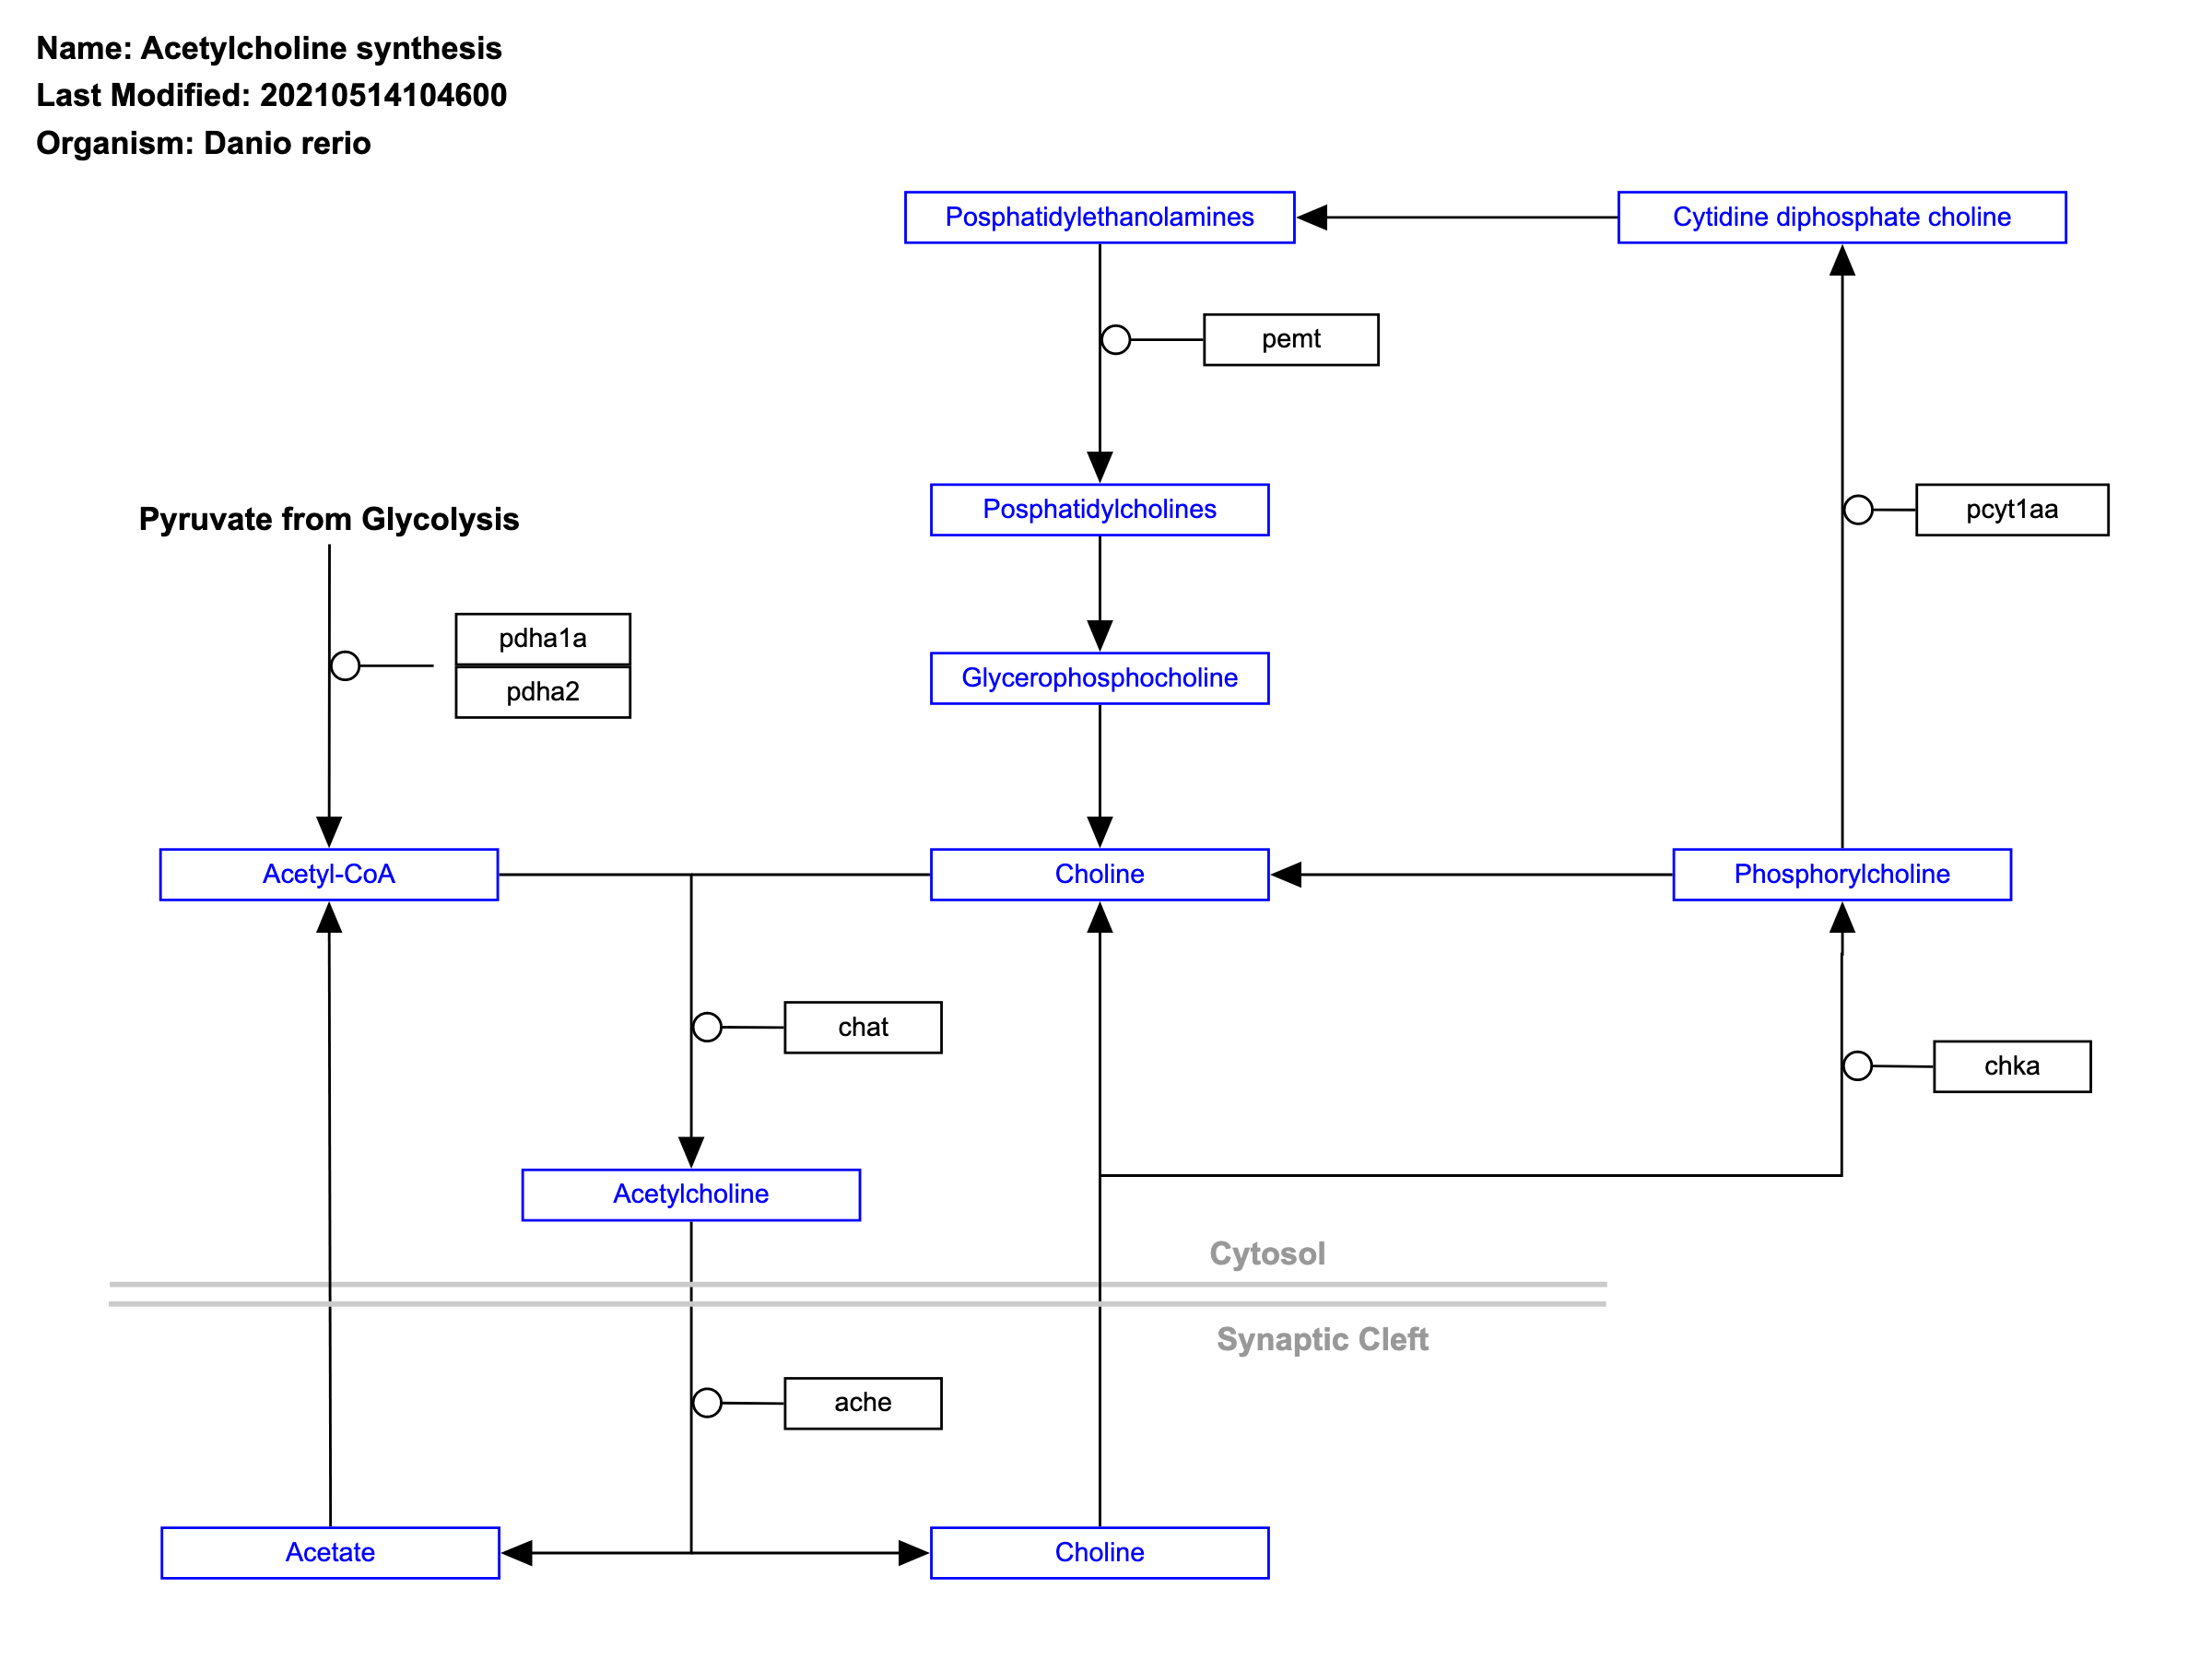 Name: Acetylcholine synthesis
Last Modified: 20210514104600
Organism: Danio rerio
Posphatidylethanolamines
Cytidine diphosphate choline
pemt
Posphatidylcholines
pcyt1aa
Pyruvate from Glycolysis
pdha1a
pdha2
Glycerophosphocholine
Acetyl-CoA
Choline
Phosphorylcholine
chat
chka
Acetylcholine
Cytosol
Synaptic Cleft
ache
Acetate
Choline